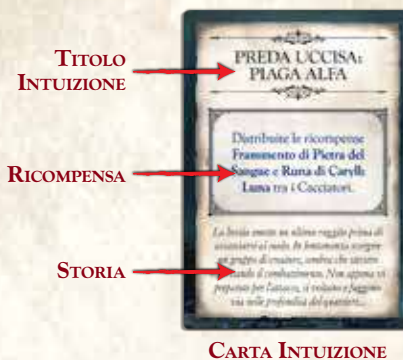 TITOLO
INTUIZIONE
PREDA UCCISA:
PIAGA ALFA
RICOMPENSA
Distribuite le ricompense
Frammento di Pietra del
Sangue e Runa di Caryll:
Luna tra i Cacciatori.
STORIA
La bestia emette un ultimo ruggito prima di
accasciarsi al suolo. In lontananza scorgete
un gruppo di creature, ombre che stavano
il combattimento. Non appena vi
preparate per l'attacco, si voltano e fuggono
via nelle profondità del quartiere...
CARTA INTUIZIONE